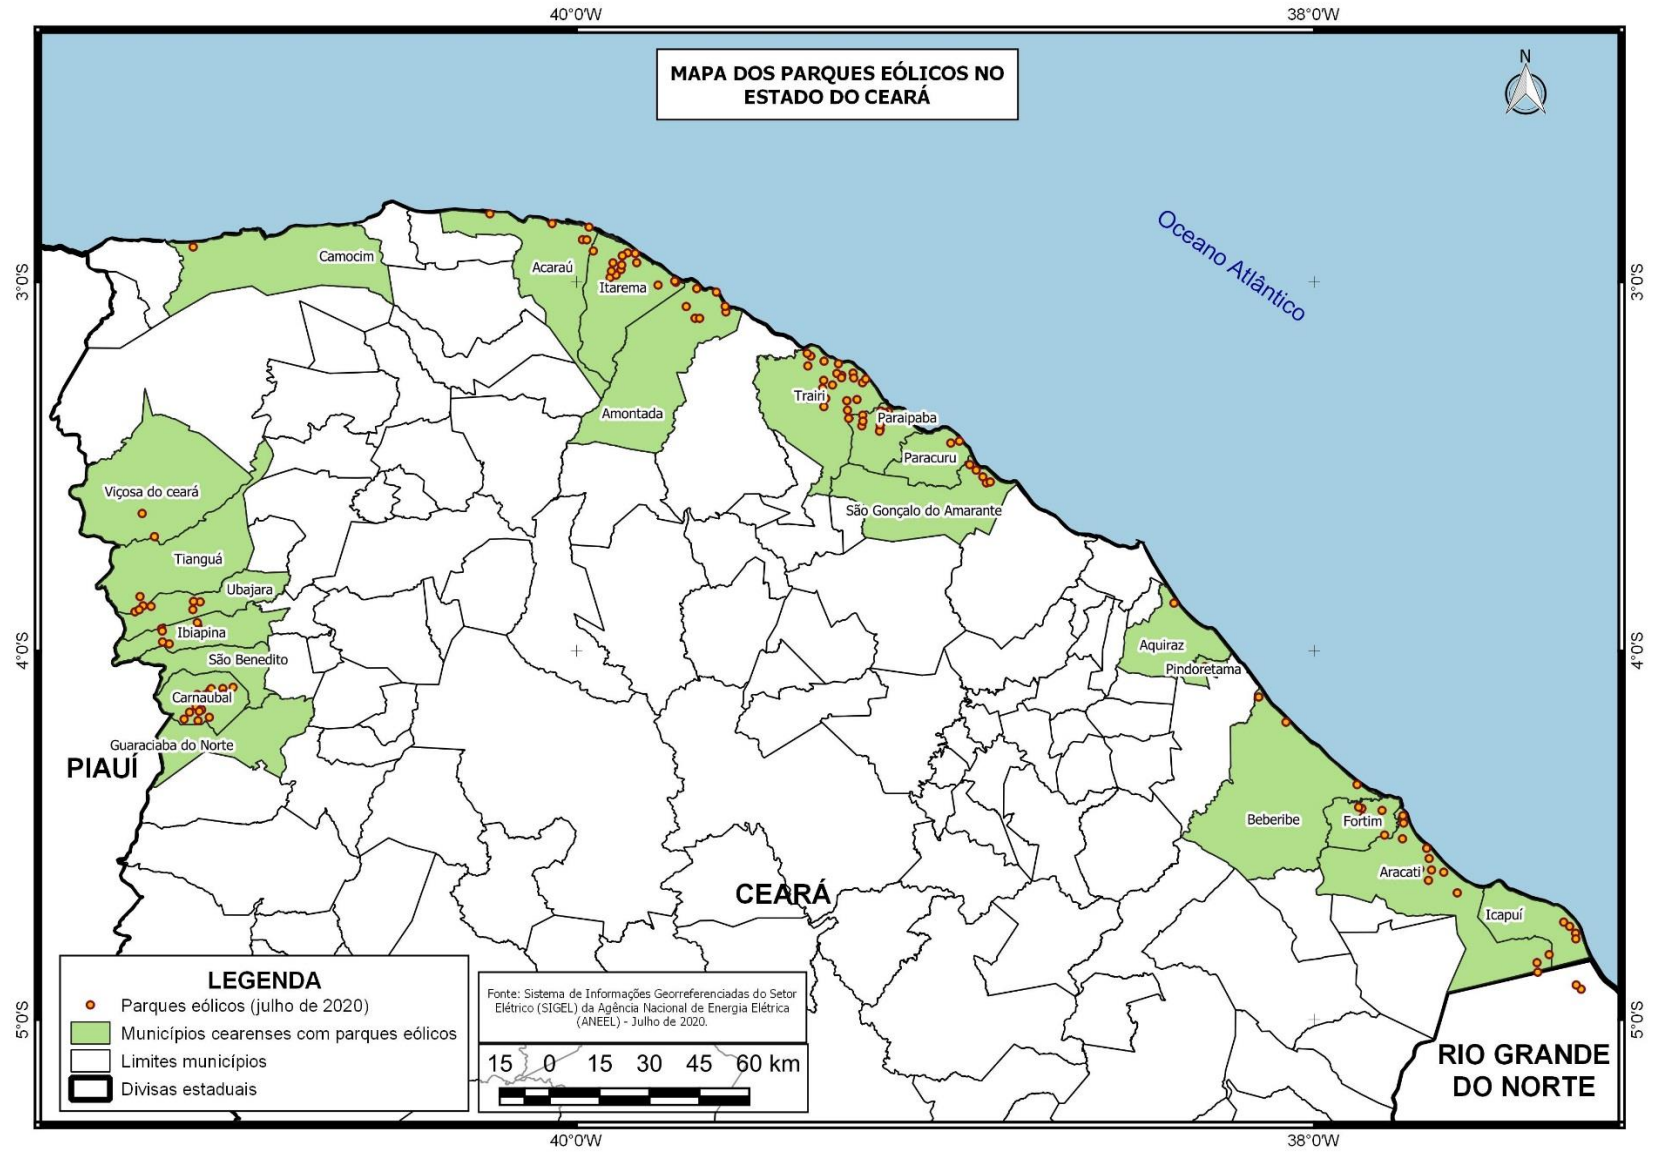 40°0'W
38°0'W
MAPA DOS PARQUES EÓLICOS NO
ESTADO DO CEARÁ
N
Oceano Atlântico
3°0'S
3°0'S
Camocim
Acaraú
Itarema
Amontada
Trairi
Paraipaba
Paracuru
São Gonçalo do Amarante
Viçosa do ceará
Tianguá
Ubajara
Ibiapina
São Benedito
Carnaubal
Guaraciaba do Norte
4°0'S
4°0'S
Aquiraz
Pindoretama
PIAUÍ
Beberibe
Fortim
Aracati
Icapuí
CEARÁ
RIO GRANDE
DO NORTE
5°0'S
5°0'S
LEGENDA
Parques eólicos (julho de 2020)
Municípios cearenses com parques eólicos
Limites municípios
Divisas estaduais
Fonte: Sistema de Informações Georreferenciadas do Setor
Elétrico (SIGEL) da Agência Nacional de Energia Elétrica
(ANEEL) - Julho de 2020.
15 0 15 30 45 60 km
40°0'W
38°0'W